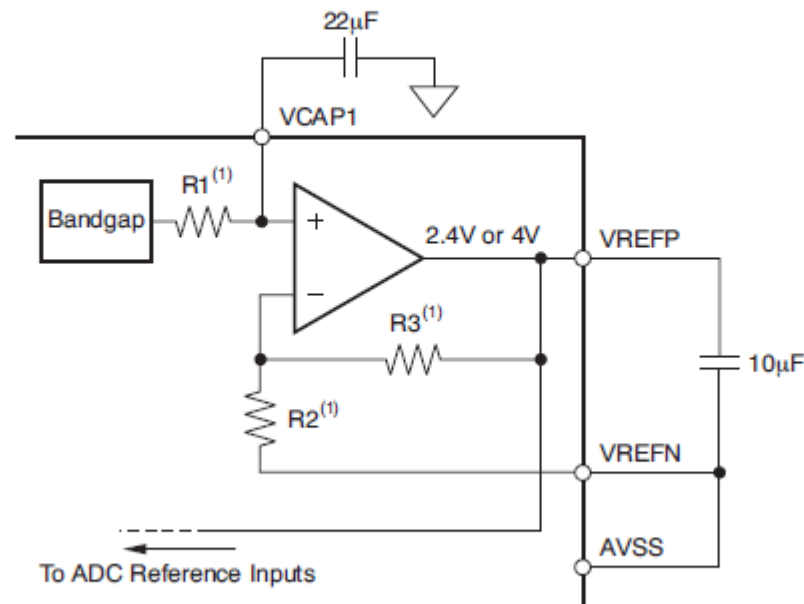 22μF
VCAP1
R1(1)
Bandgap
+
2.4V or 4V
VREFP
−
R3(1)
10μF
R2(1)
VREFN
AVSS
To ADC Reference Inputs